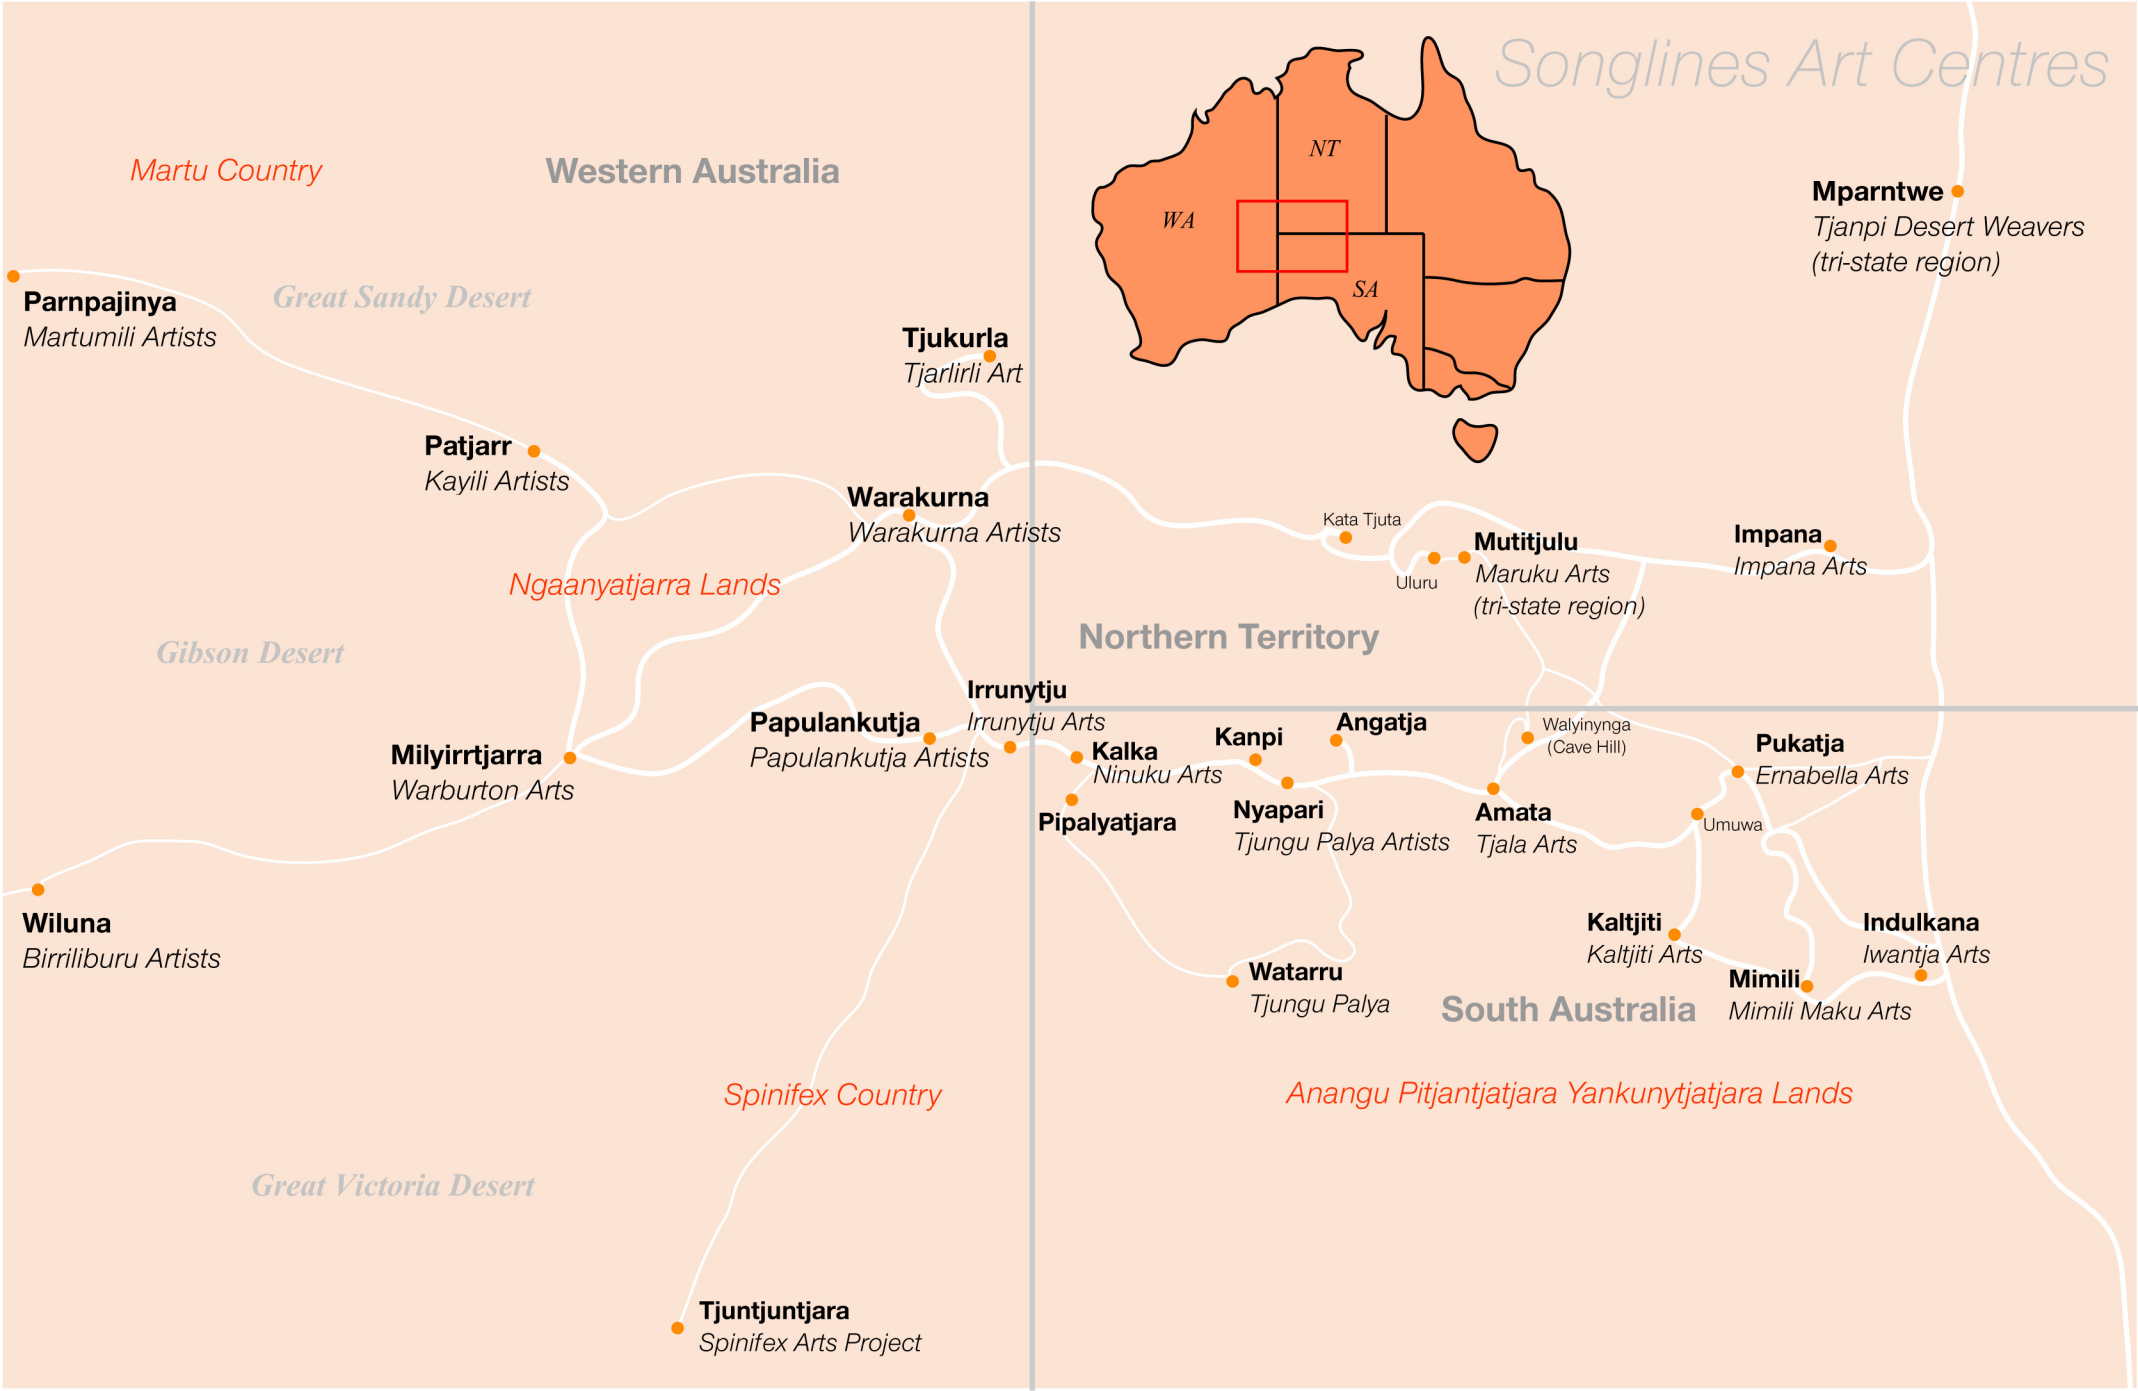 Songlines Art Centres
NT
WA
SA
Martu Country
Western Australia
Mparntwe
Tjanpi Desert Weavers
(tri-state region)
Parnpajinya
Martumili Artists
Great Sandy Desert
Tjukurla
Tjarlirli Art
Patjarr
Kayili Artists
Warakurna
Warakurna Artists
Kata Tjuta
Uluru
Mutitjulu
Maruku Arts
(tri-state region)
Impana
Impana Arts
Ngaanyatjarra Lands
Gibson Desert
Northern Territory
Irrunytju
Irrunytju Arts
Papulankutja
Papulankutja Artists
Milyirrtjarra
Warburton Arts
Kalka
Ninuku Arts
Pipalyatjara
Kanpi
Angatja
Nyapari
Tjungu Palya Artists
Walyinynga
(Cave Hill)
Amata
Tjala Arts
Pukatja
Ernabella Arts
Umuwa
Wiluna
Birriliburu Artists
Watarru
Tjungu Palya
Kaltjiti
Kaltjiti Arts
Indulkana
Iwantja Arts
Mimili
Mimili Maku Arts
South Australia
Spinifex Country
Anangu Pitjantjatjara Yankunytjatjara Lands
Great Victoria Desert
Tjuntjuntjara
Spinifex Arts Project